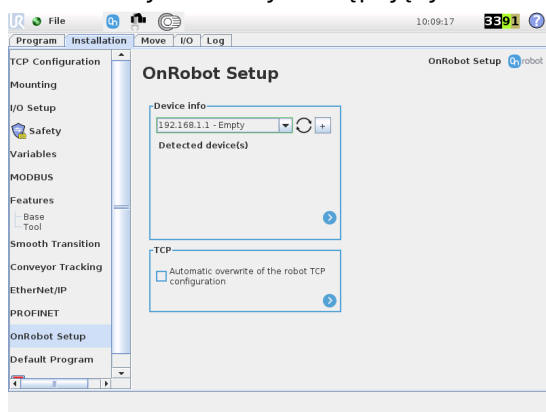 File
10:09:17
3391
?
Program Installation Move I/O Log
TCP Configuration
Mounting
I/O Setup
Safety
Variables
MODBUS
Features
Base
Tool
Smooth Transition
Conveyor Tracking
EtherNet/IP
PROFINET
OnRobot Setup
Default Program
OnRobot Setup
OnRobot Setup
robot
Device info
192.168.1.1 - Empty
+
Detected device(s)
TCP
Automatic overwrite of the robot TCP
configuration